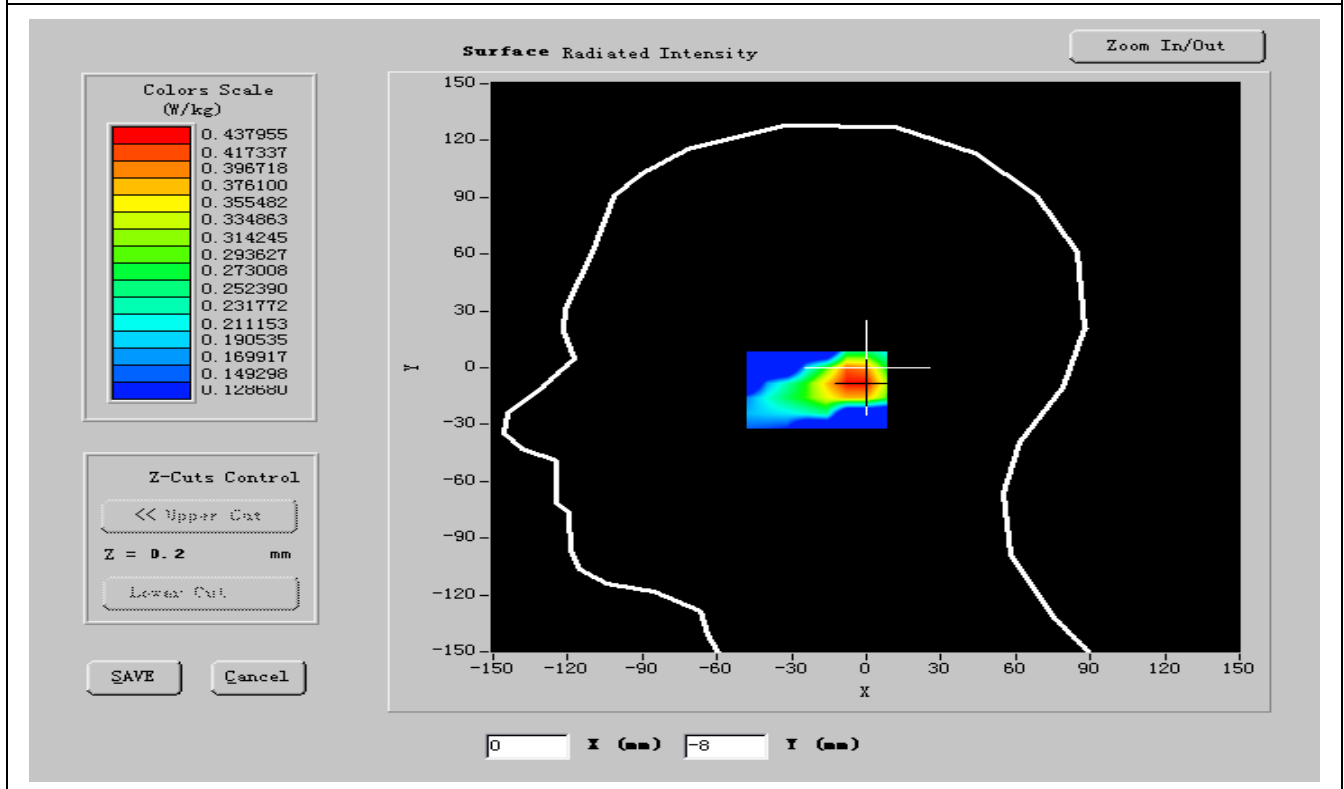 Surface Radiated Intensity
Zoom In/Out
Colors Scale
(W/kg)
0.437955
0.417337
0.396718
0.376100
0.355482
0.334863
0.314245
0.293627
0.273008
0.252390
0.231772
0.211153
0.190535
0.169917
0.149298
0.128680
Z-Cuts Control
<< Upper Cut
Z = 0.2 mm
Lower Cut
SAVE
Cancel
150
120
90
60
30
0
-30
-60
-90
-120
-150
Y
-150 -120 -90 -60 -30 0 30 60 90 120 150
X
0 X (mm) -8 Y (mm)